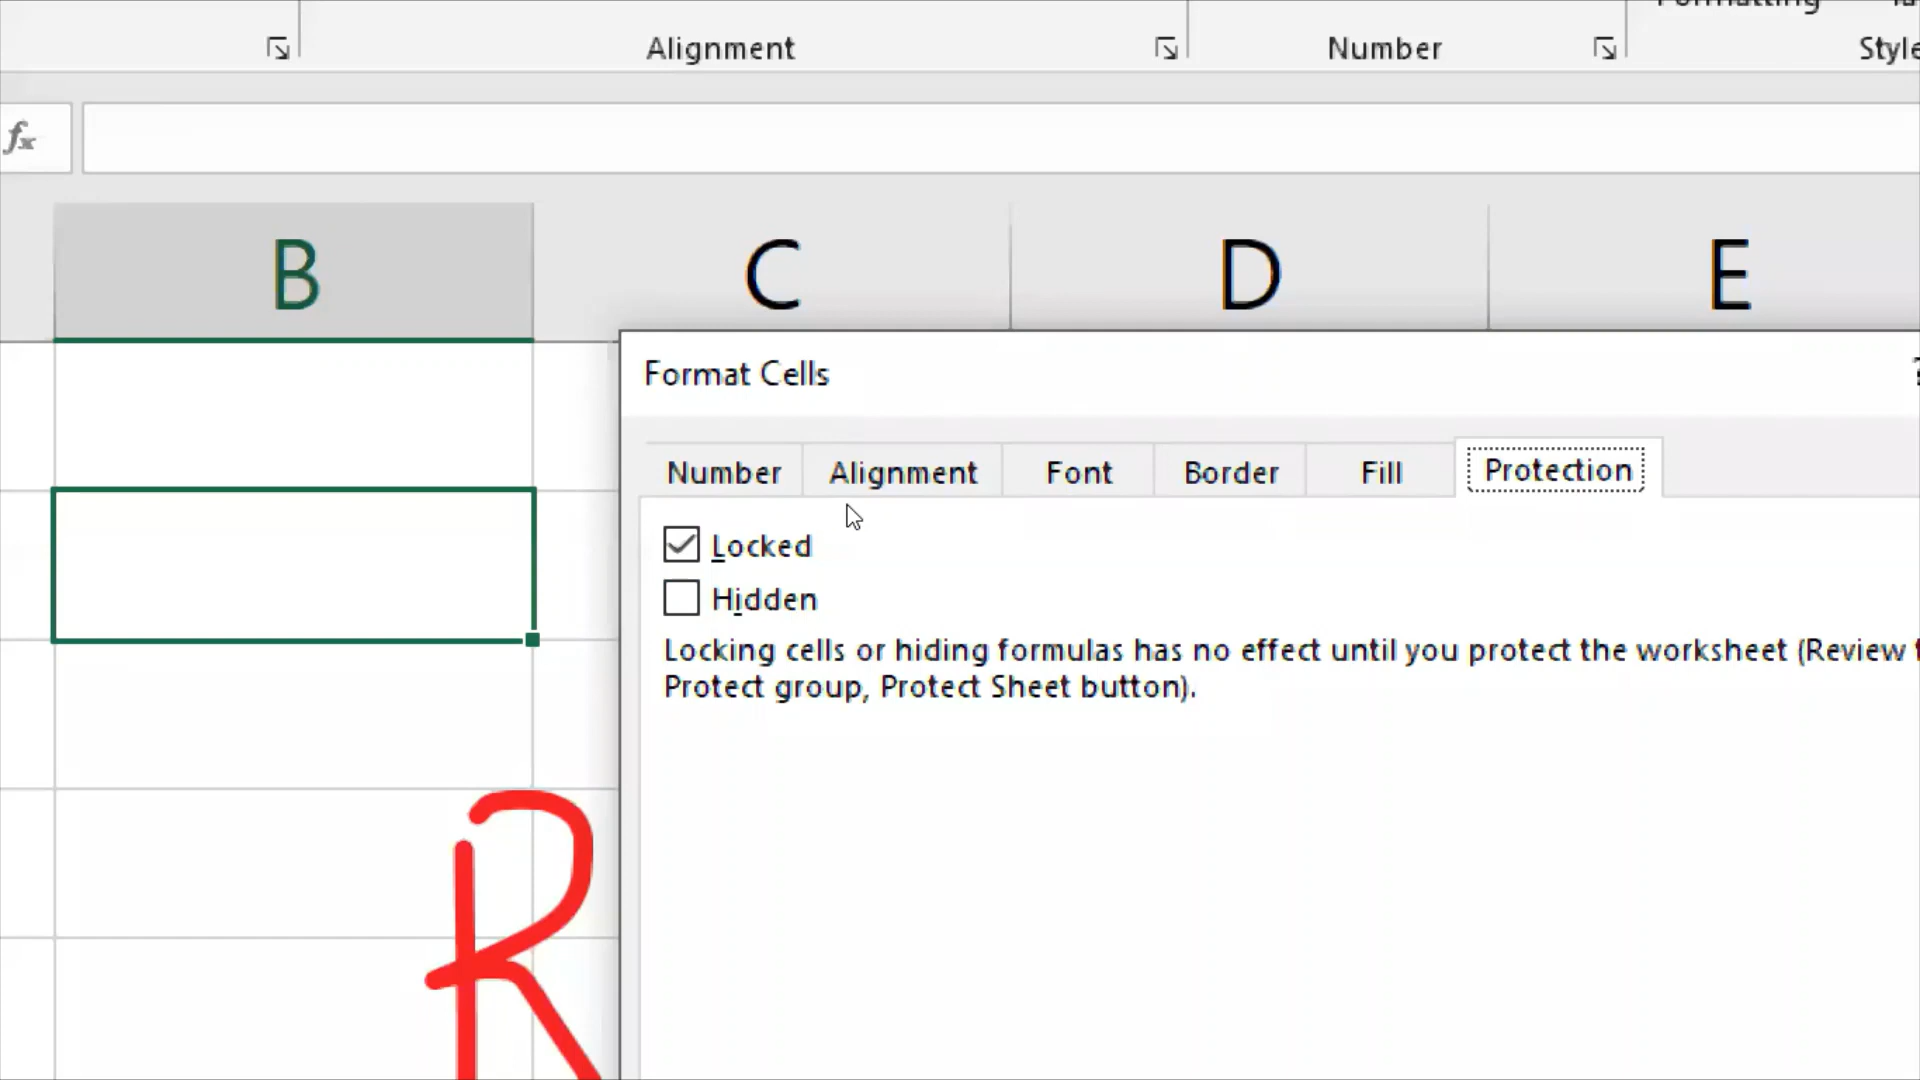 Alignment Number
fx
B C D E
Format Cells ?
Number Alignment Font Border Fill Protection
Locked
Hidden
Locking cells or hiding formulas has no effect until you protect the worksheet (Review
Protect group, Protect Sheet button).
R